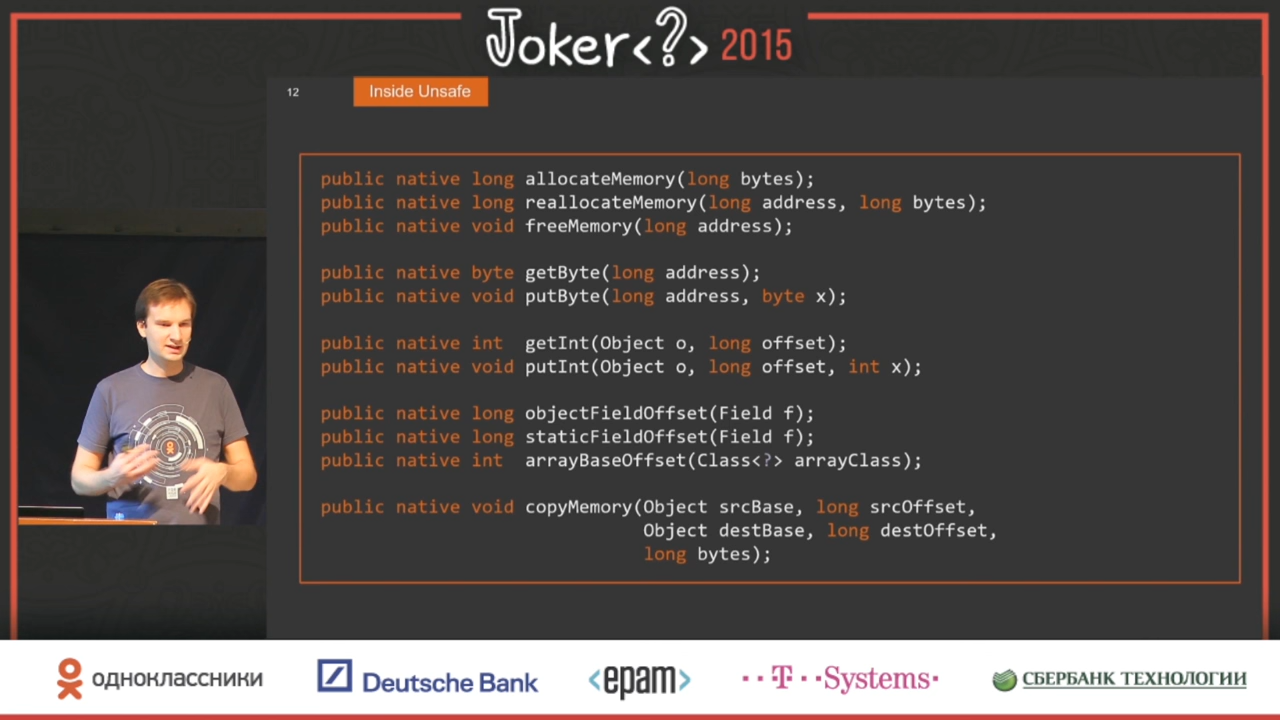 Joker<?> 2015
12
Inside Unsafe
public native long allocateMemory(long bytes);
public native long reallocateMemory(long address, long bytes);
public native void freeMemory(long address);
public native byte getByte(long address);
public native void putByte(long address, byte x);
public native int  getInt(Object o, long offset);
public native void putInt(Object o, long offset, int x);
public native long objectFieldOffset(Field f);
public native long staticFieldOffset(Field f);
public native int  arrayBaseOffset(Class<?> arrayClass);
public native void copyMemory(Object srcBase, long srcOffset,
Object destBase, long destOffset,
long bytes);
одноклассники
Deutsche Bank
<epam>
··T··Systems·
СБЕРБАНК ТЕХНОЛОГИИ